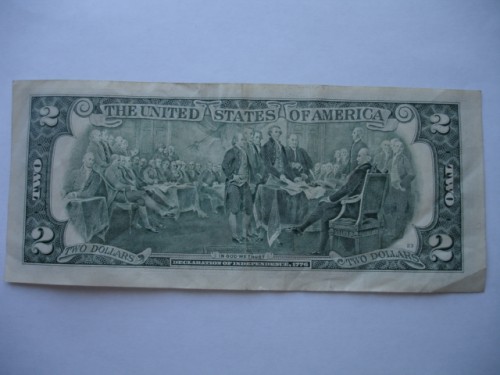 THE UNITED STATES OF AMERICA
2
2
TWO
TWO
2
2
TWO DOLLARS
IN GOD WE TRUST
TWO DOLLARS
DECLARATION OF INDEPENDENCE, 1776